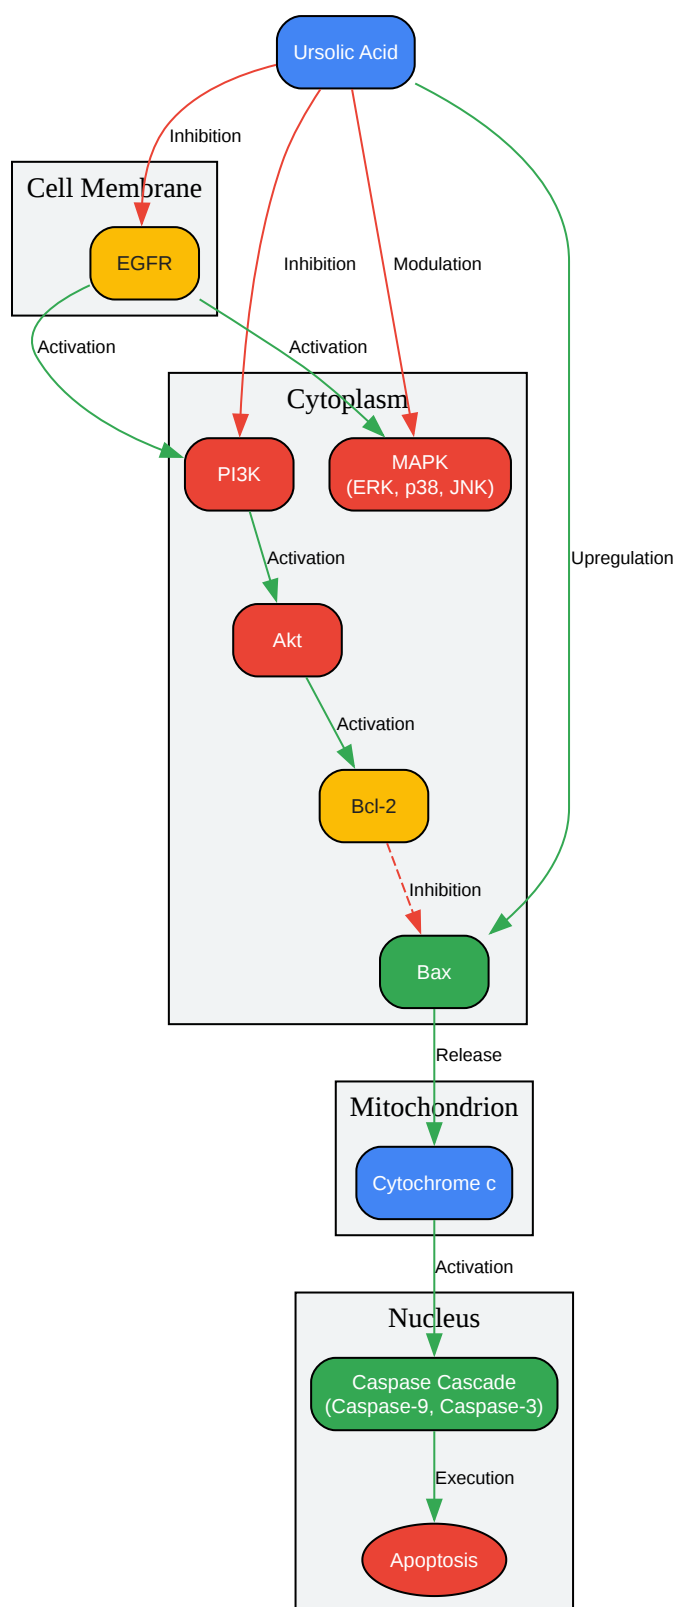 Ursolic Acid
Inhibition
Cell Membrane
EGFR
Inhibition
Modulation
Activation
Activation
Cytoplasm
PI3K
MAPK
(ERK, p38, JNK)
Activation
Upregulation
Akt
Activation
Bcl-2
Inhibition
Bax
Release
Mitochondrion
Cytochrome c
Activation
Nucleus
Caspase Cascade
(Caspase-9, Caspase-3)
Execution
Apoptosis